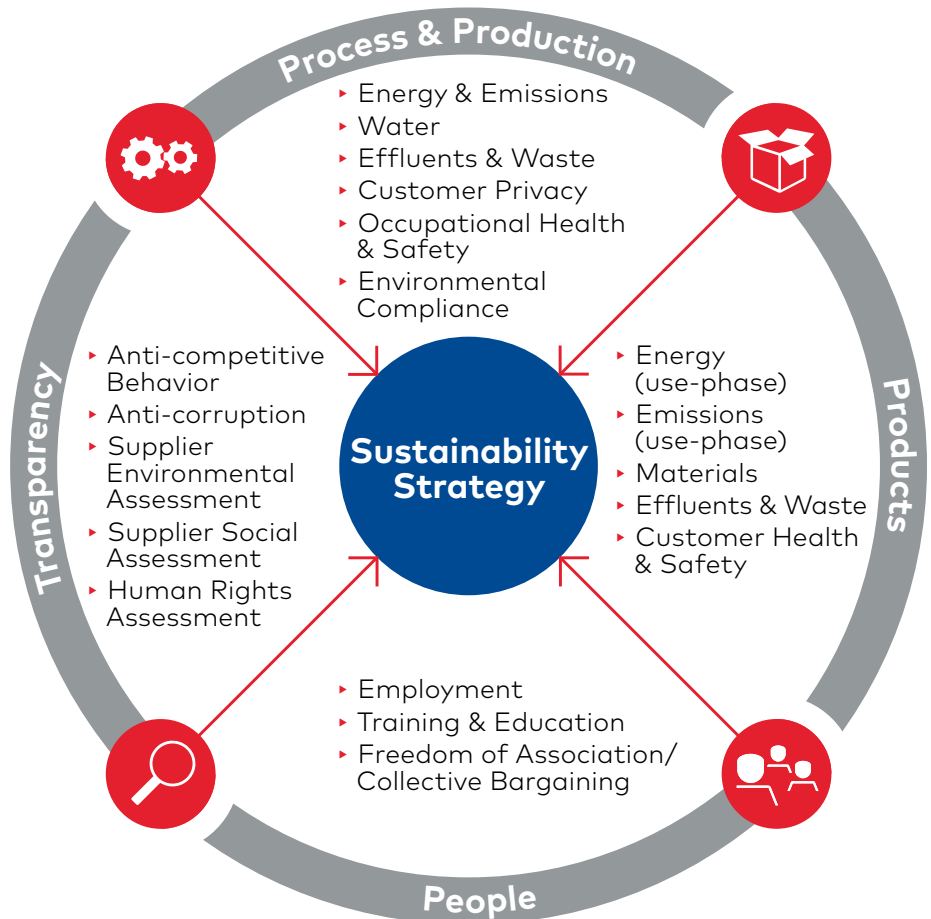 Process & Production
Energy & Emissions
Water
Effluents & Waste
Customer Privacy
Occupational Health
& Safety
Environmental
Compliance
Products
Energy
(use-phase)
Emissions
(use-phase)
Materials
Effluents & Waste
Customer Health
& Safety
Sustainability
Strategy
Transparency
Anti-competitive
Behavior
Anti-corruption
Supplier
Environmental
Assessment
Supplier Social
Assessment
Human Rights
Assessment
Employment
Training & Education
Freedom of Association/
Collective Bargaining
People